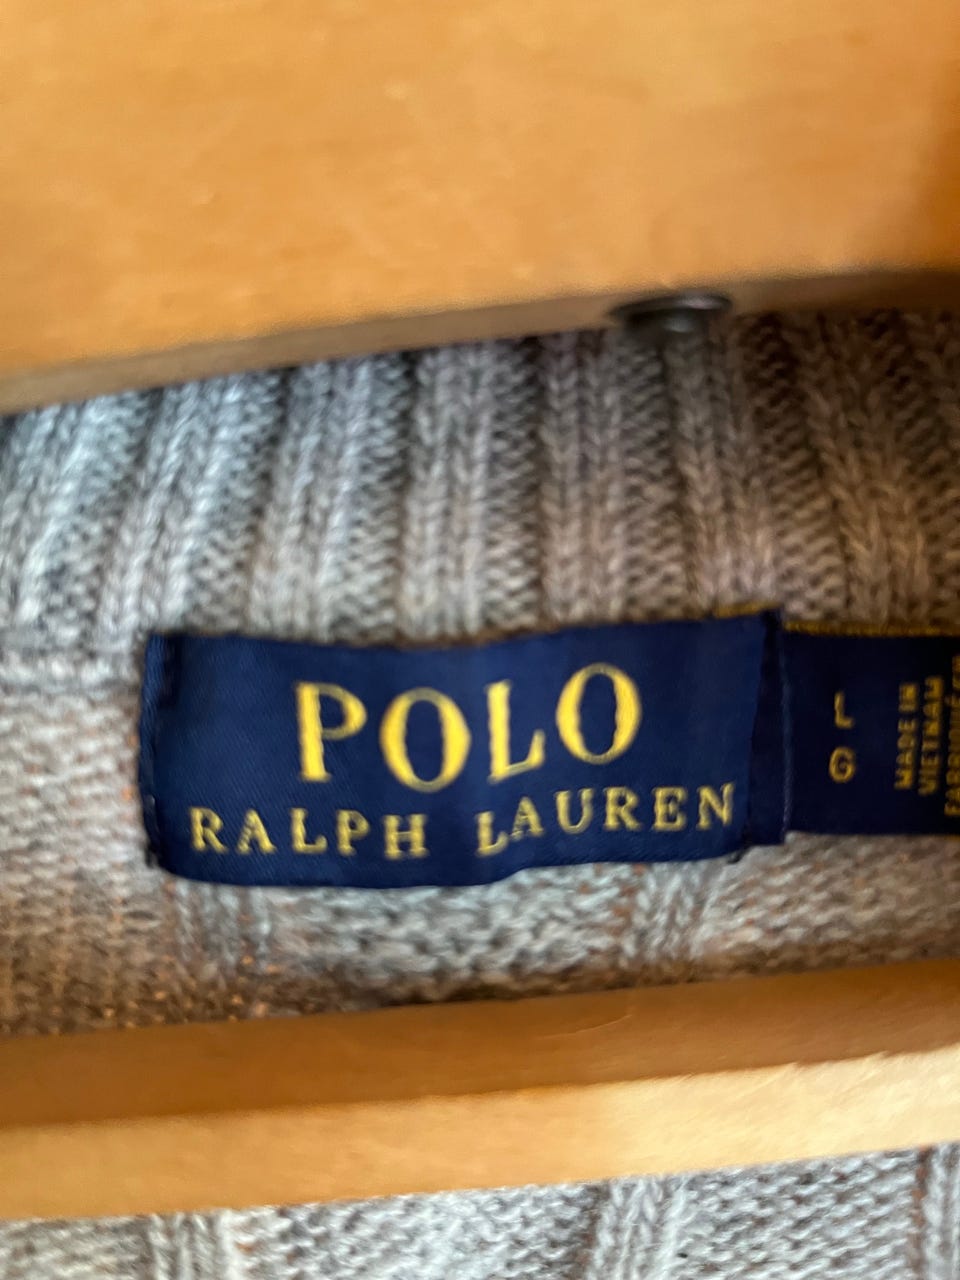 POLO
RALPH LAUREN
L
G
MADE IN
VIETNAM